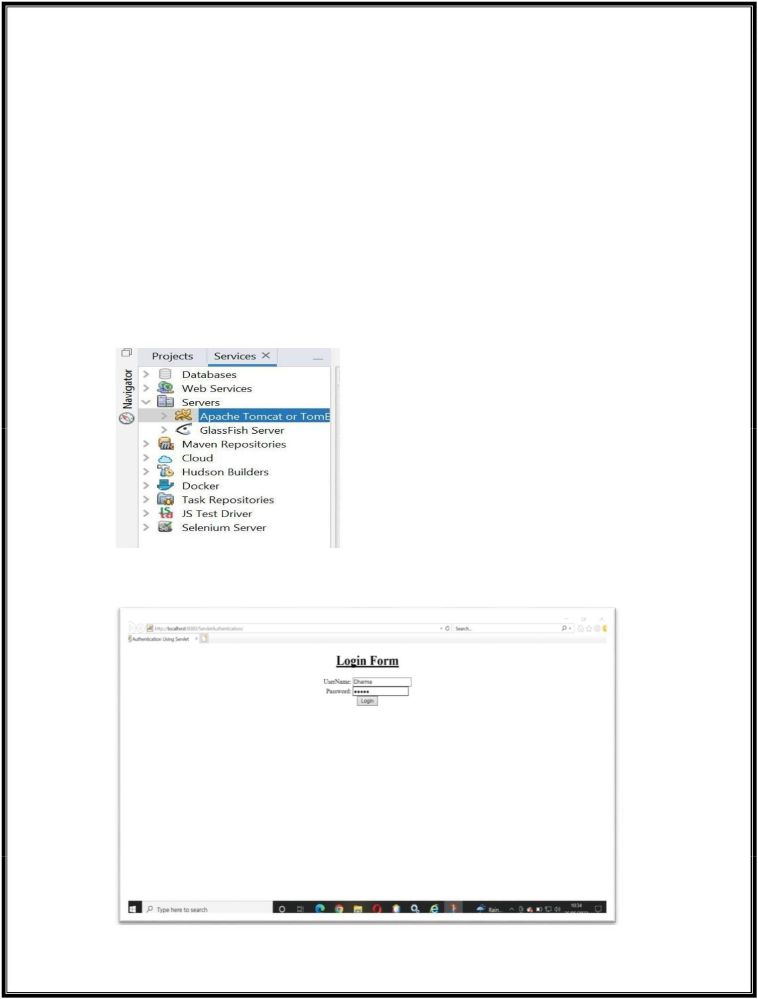 Projects Services
Navigator
Databases
Web Services
Servers
Apache Tomcat or TomE
GlassFish Server
Maven Repositories
Cloud
Hudson Builders
Docker
Task Repositories
JS Test Driver
Selenium Server
http://localhost:8080/ServletAuthentication/ Search...
Authentication Using Servlet
Login Form
UserName: Dharma
Password: •••••
Login
Type here to search Rain... 10:34